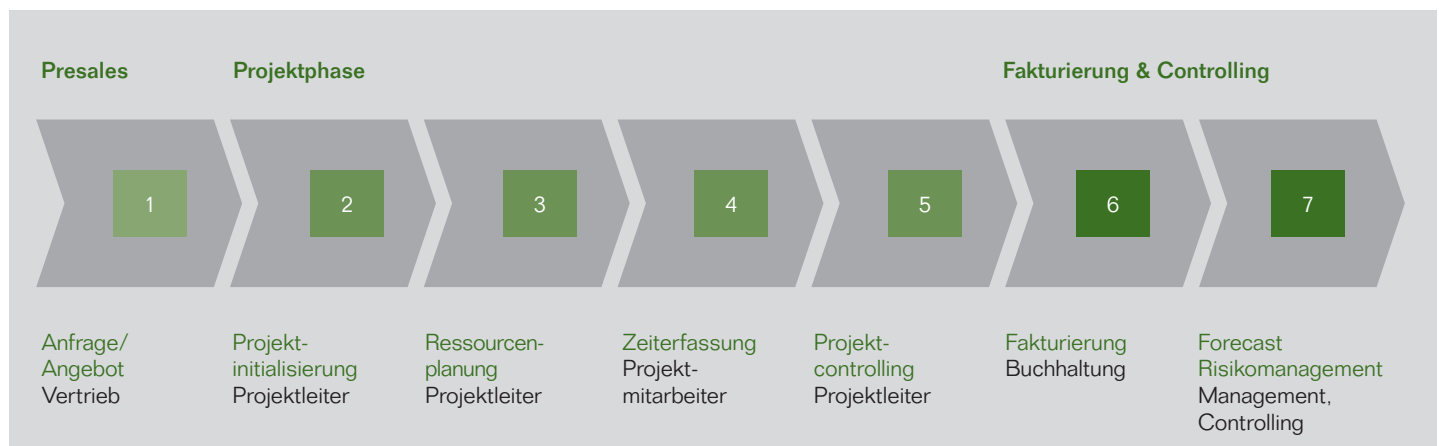 Presales
Projektphase
Fakturierung & Controlling
1
2
3
4
5
6
7
Anfrage/
Angebot
Vertrieb
Projekt-
initialisierung
Projektleiter
Ressourcen-
planung
Projektleiter
Zeiterfassung
Projekt-
mitarbeiter
Projekt-
controlling
Projektleiter
Fakturierung
Buchhaltung
Forecast
Risikomanagement
Management,
Controlling